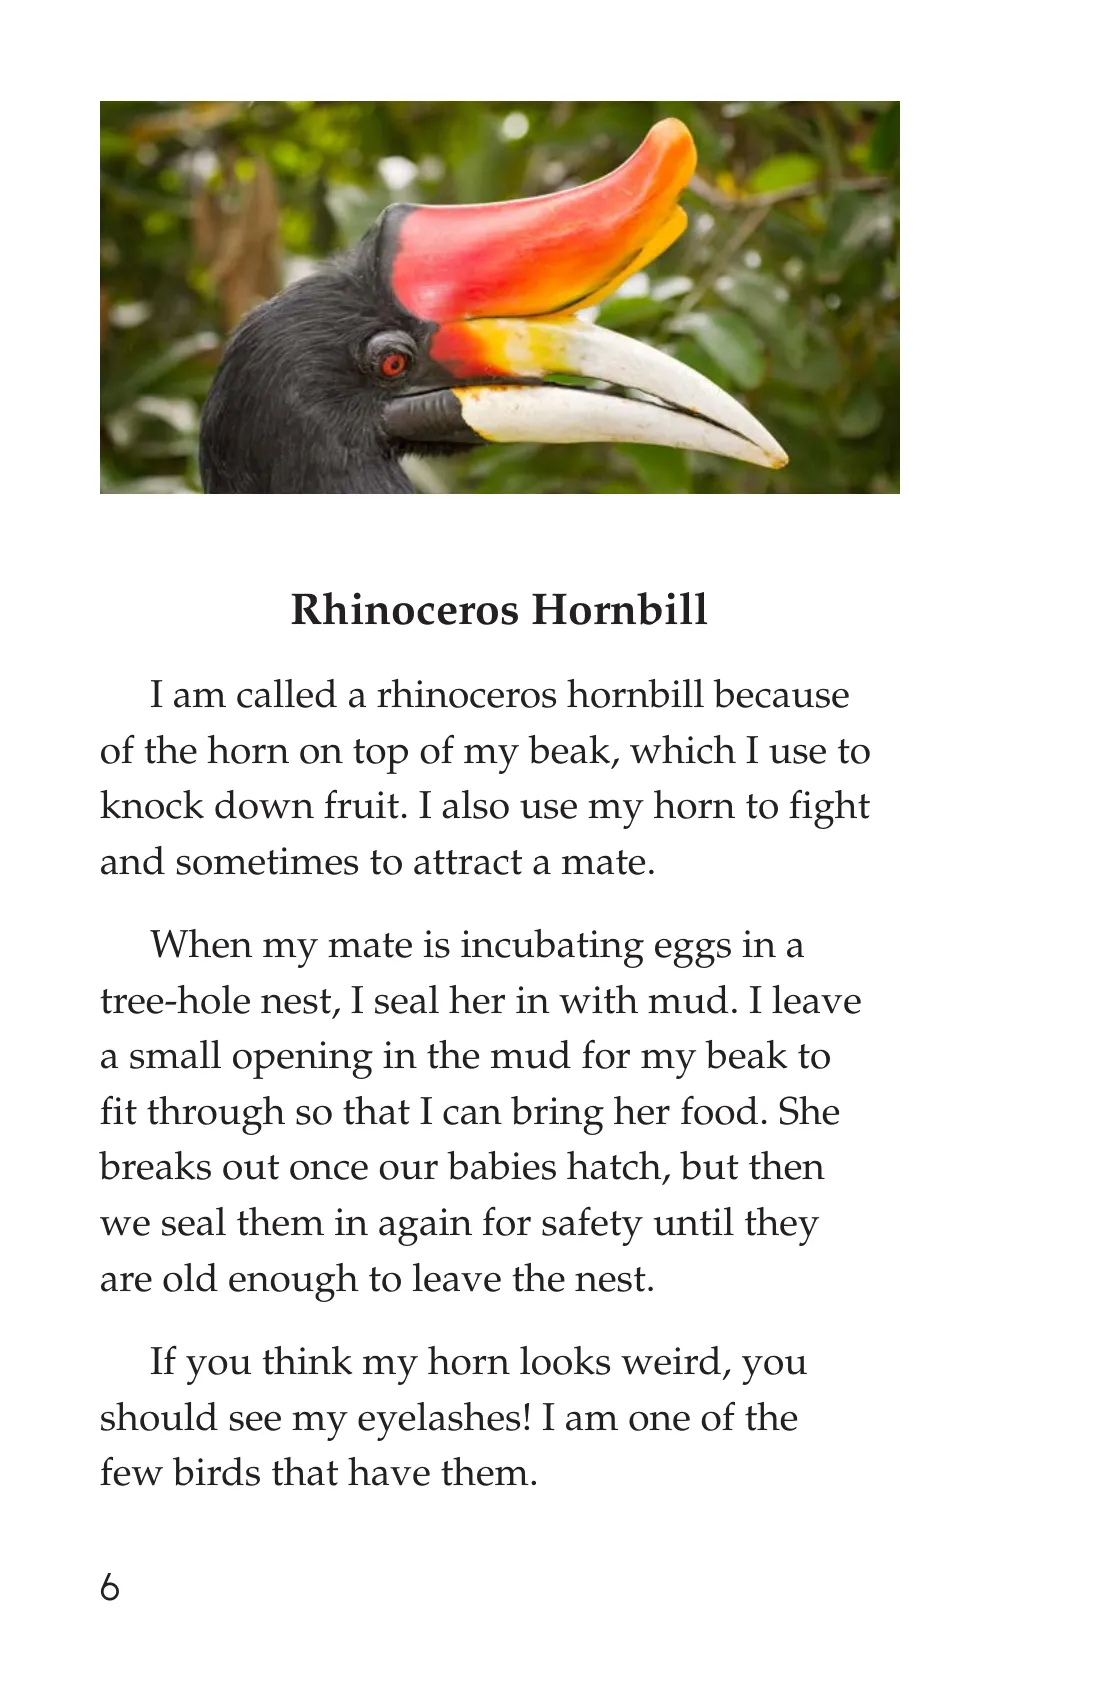 Rhinoceros Hornbill
I am called a rhinoceros hornbill because
of the horn on top of my beak, which I use to
knock down fruit. I also use my horn to fight
and sometimes to attract a mate.
When my mate is incubating eggs in a
tree-hole nest, I seal her in with mud. I leave
a small opening in the mud for my beak to
fit through so that I can bring her food. She
breaks out once our babies hatch, but then
we seal them in again for safety until they
are old enough to leave the nest.
If you think my horn looks weird, you
should see my eyelashes! I am one of the
few birds that have them.
6